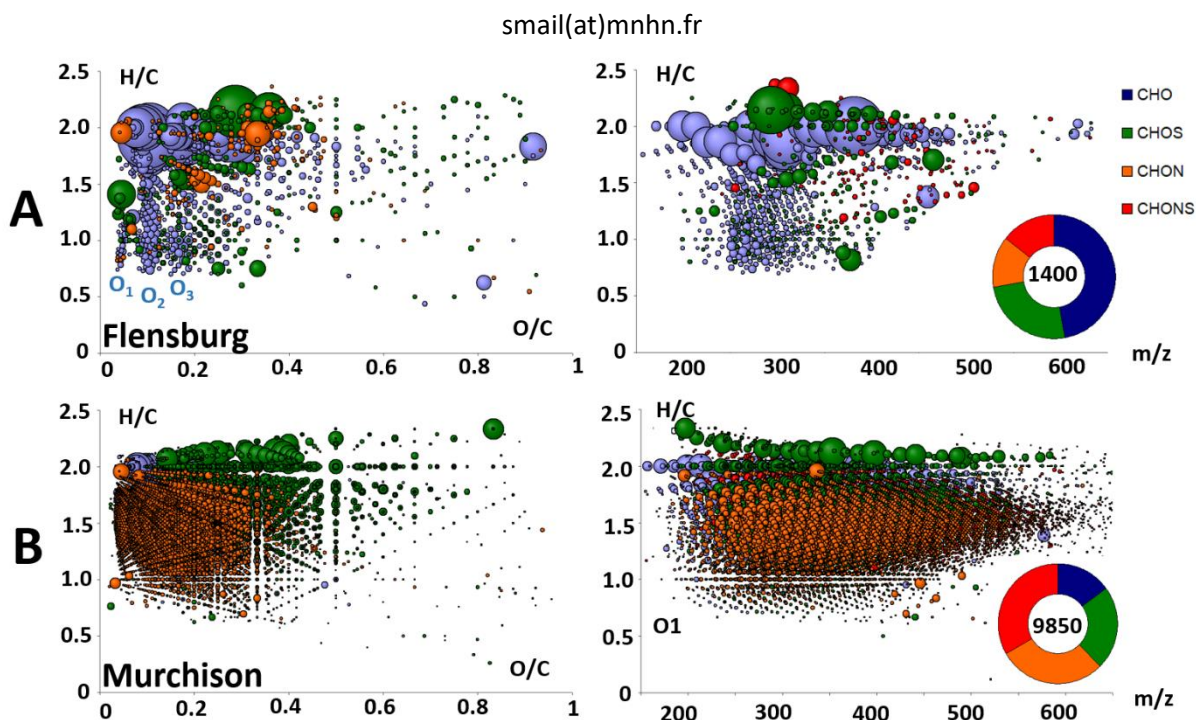 smail(at)mnhn.fr
2.5 H/C
2.0
1.5
1.0
0.5
0
O1 O2 O3
Flensburg O/C
0 0.2 0.4 0.6 0.8 1
A
H/C
2.5
2.0
1.5
1.0
0.5
0
200 300 400 500 600 m/z
1400
CHO
CHOS
CHON
CHONS
2.5 H/C
2.0
1.5
1.0
0.5
0
Murchison O/C
0 0.2 0.4 0.6 0.8 1
B
H/C
2.5
2.0
1.5
1.0
0.5
0
O1
200 300 400 500 600 m/z
9850